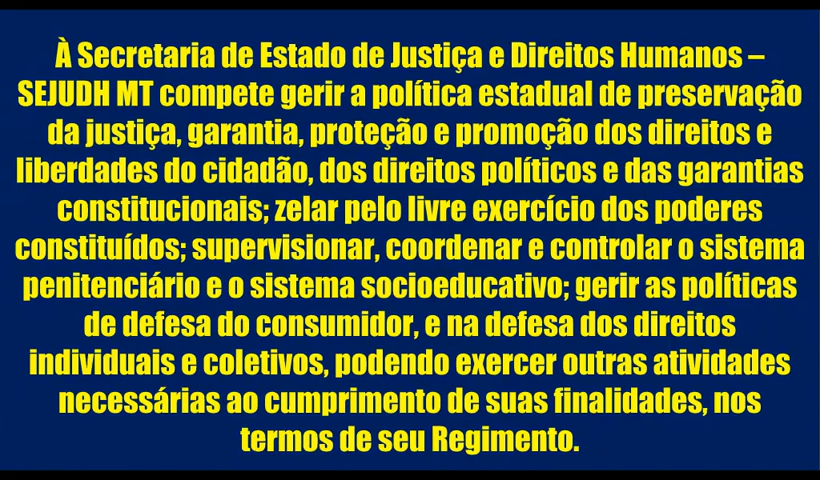 À Secretaria de Estado de Justiça e Direitos Humanos –
SEJUDH MT compete gerir a política estadual de preservação
da justiça, garantia, proteção e promoção dos direitos e
liberdades do cidadão, dos direitos políticos e das garantias
constitucionais; zelar pelo livre exercício dos poderes
constituídos; supervisionar, coordenar e controlar o sistema
penitenciário e o sistema socioeducativo; gerir as políticas
de defesa do consumidor, e na defesa dos direitos
individuais e coletivos, podendo exercer outras atividades
necessárias ao cumprimento de suas finalidades, nos
termos de seu Regimento.